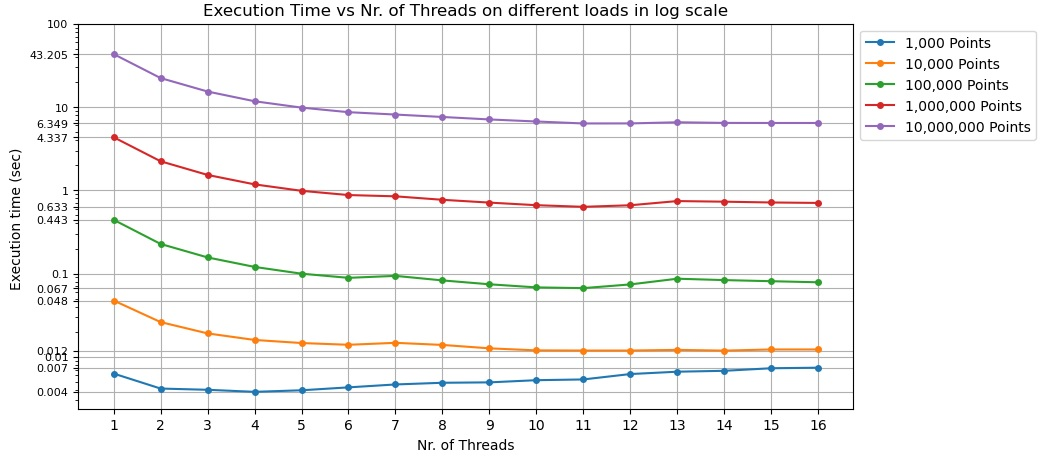 Execution Time vs Nr. of Threads on different loads in log scale
100
43.205
10
6.349
4.337
1
0.633
0.443
0.1
0.067
0.048
0.012
0.01
0.007
0.004
Execution time (sec)
1 2 3 4 5 6 7 8 9 10 11 12 13 14 15 16
Nr. of Threads
1,000 Points
10,000 Points
100,000 Points
1,000,000 Points
10,000,000 Points